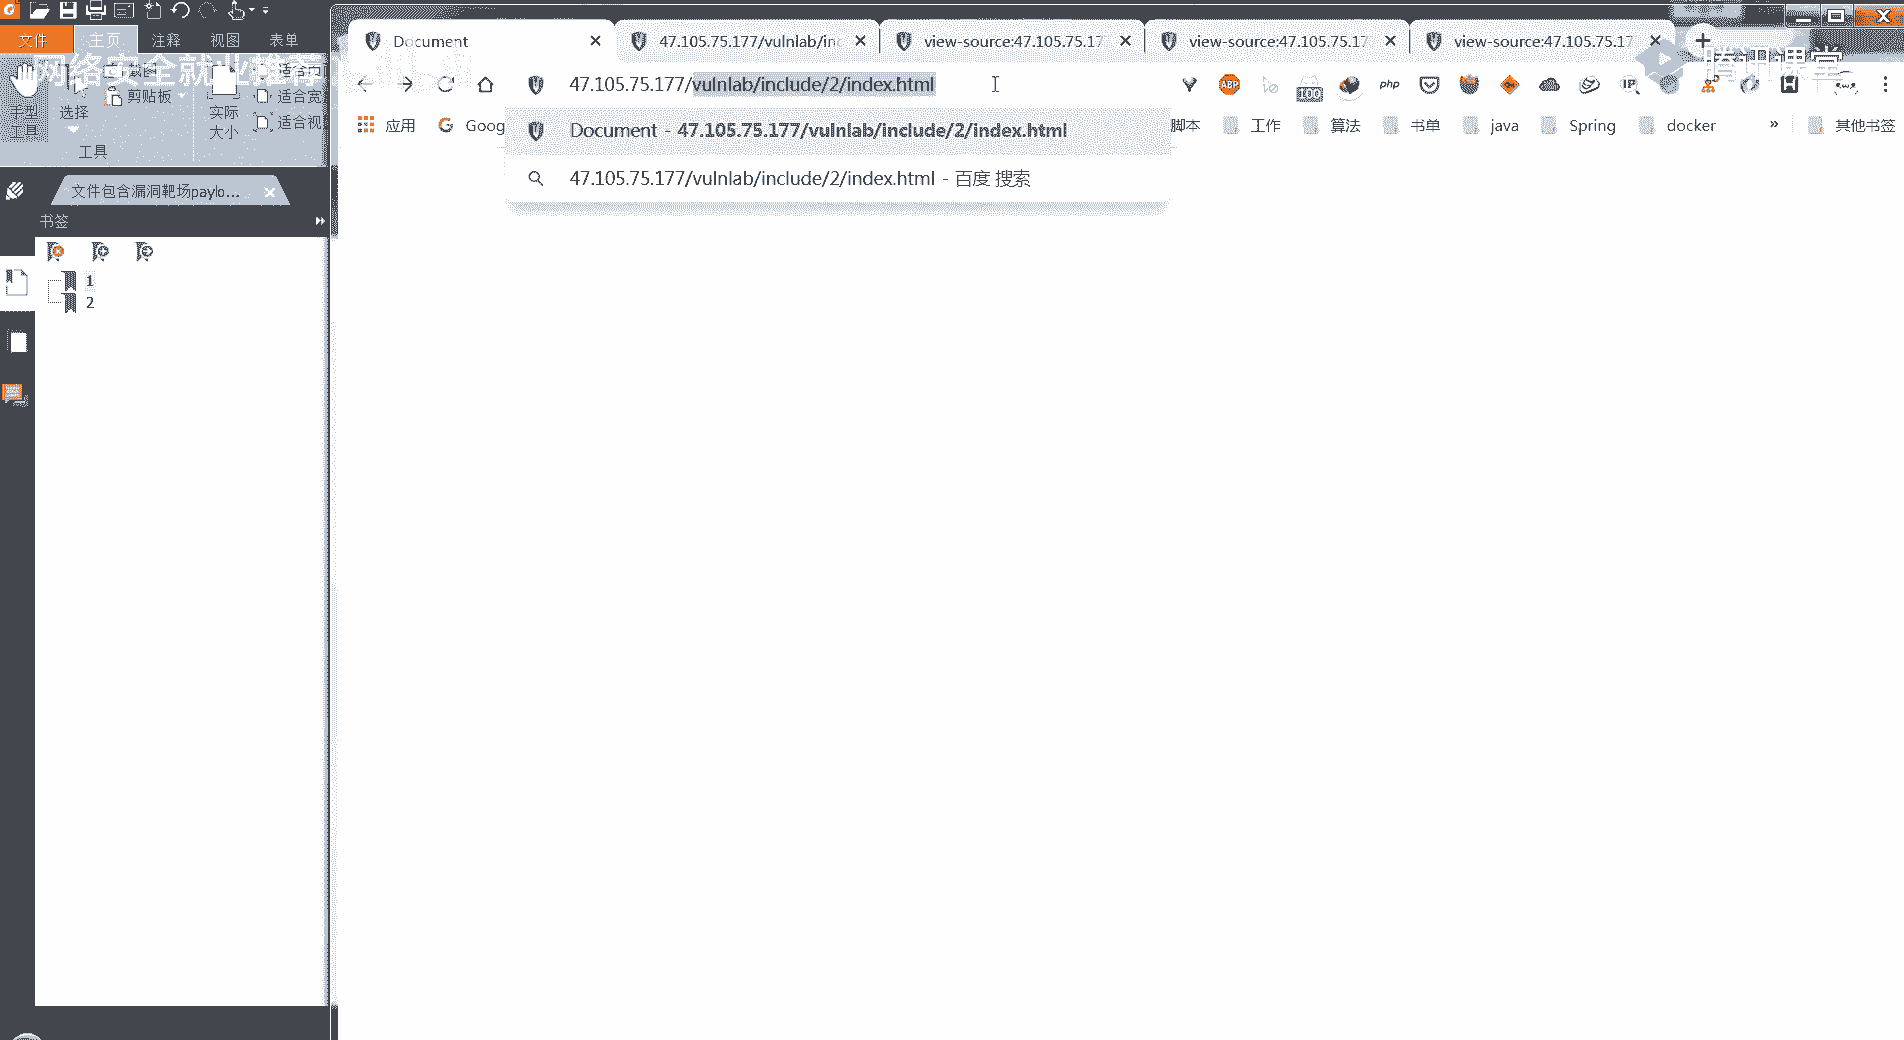 文件 主页 注释 视图 表单
网络安全就业推荐
手型
工具
选择
截图
剪贴板
实际
大小
适合页
适合宽
适合视
工具
文件包含漏洞靶场paylo...
书签
1
2
Document
47.105.75.177/vulnlab/inc
view-source:47.105.75.17
view-source:47.105.75.17
view-source:47.105.75.17
腾讯课堂
47.105.75.177/vulnlab/include/2/index.html
php
IP
应用 Goog 脚本 工作 算法 书单 java Spring docker » 其他书签
Document - 47.105.75.177/vulnlab/include/2/index.html
47.105.75.177/vulnlab/include/2/index.html - 百度 搜索